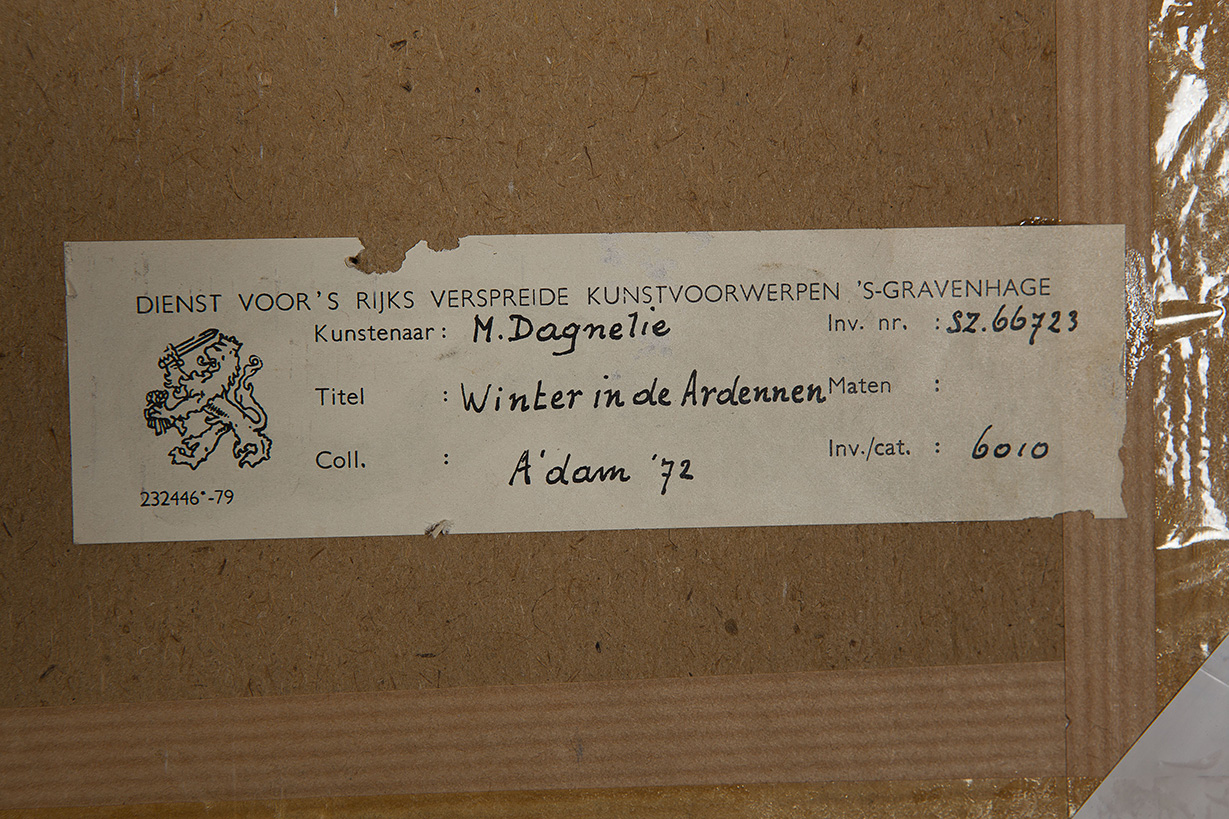 DIENST VOOR 'S RIJKS VERSPREIDE KUNSTVOORWERPEN 'S-GRAVENHAGE
Kunstenaar : M. Dagnelie Inv. nr. : SZ.66723
Titel : Winter in de Ardennen Maten :
Coll. : A'dam '72 Inv./cat. : 6010
232446*-79